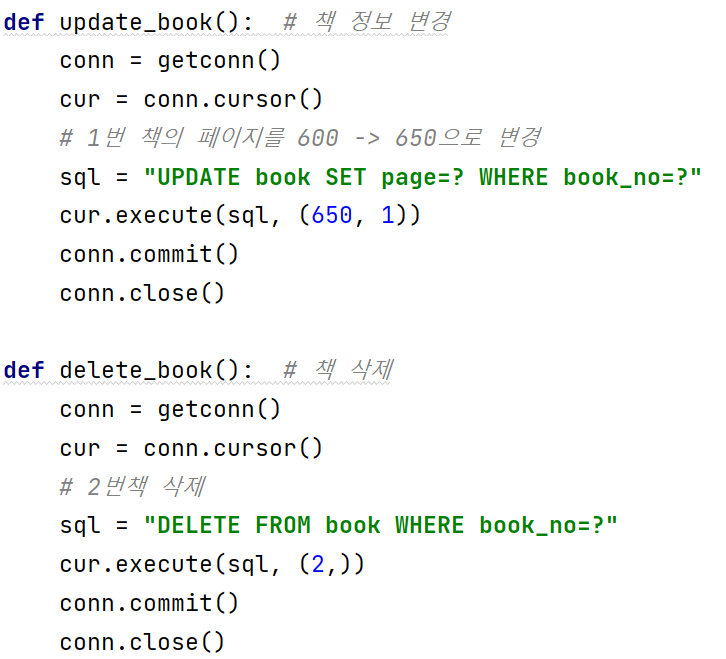 def update_book():  # 책 정보 변경
    conn = getconn()
    cur = conn.cursor()
    # 1번 책의 페이지를 600 -> 650으로 변경
    sql = "UPDATE book SET page=? WHERE book_no=?"
    cur.execute(sql, (650, 1))
    conn.commit()
    conn.close()

def delete_book():  # 책 삭제
    conn = getconn()
    cur = conn.cursor()
    # 2번책 삭제
    sql = "DELETE FROM book WHERE book_no=?"
    cur.execute(sql, (2,))
    conn.commit()
    conn.close()